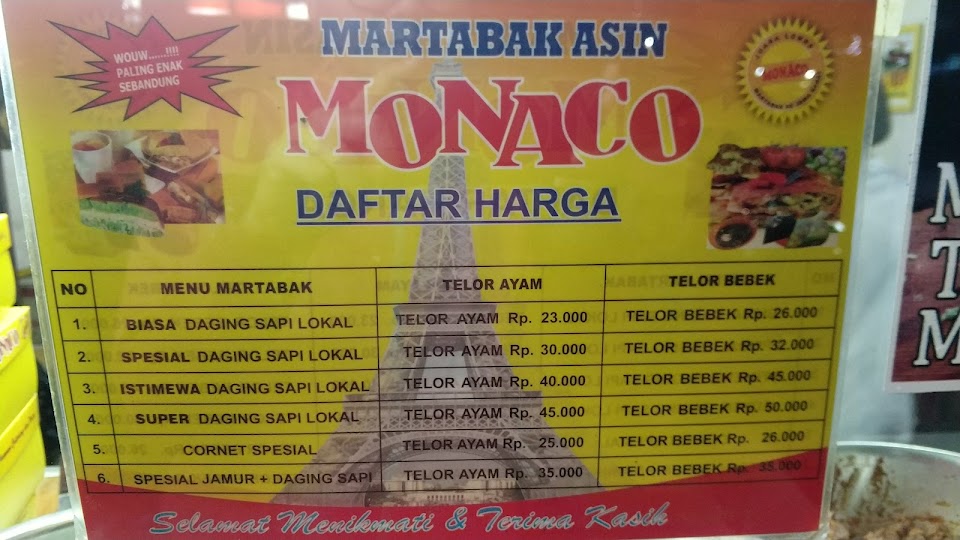 WOUW......!!!!
PALING ENAK
SEBANDUNG
MARTABAK ASIN
MONACO
MONACO
DAFTAR HARGA
NO MENU MARTABAK TELOR AYAM TELOR BEBEK
1. BIASA DAGING SAPI LOKAL TELOR AYAM Rp. 23.000 TELOR BEBEK Rp. 26.000
2. SPESIAL DAGING SAPI LOKAL TELOR AYAM Rp. 30.000 TELOR BEBEK Rp. 32.000
3. ISTIMEWA DAGING SAPI LOKAL TELOR AYAM Rp. 40.000 TELOR BEBEK Rp. 45.000
4. SUPER DAGING SAPI LOKAL TELOR AYAM Rp. 45.000 TELOR BEBEK Rp. 50.000
5. CORNET SPESIAL TELOR AYAM Rp. 25.000 TELOR BEBEK Rp. 26.000
6. SPESIAL JAMUR + DAGING SAPI TELOR AYAM Rp. 35.000 TELOR BEBEK Rp. 35.000
Selamat Menikmati & Terima Kasih
M
T
M